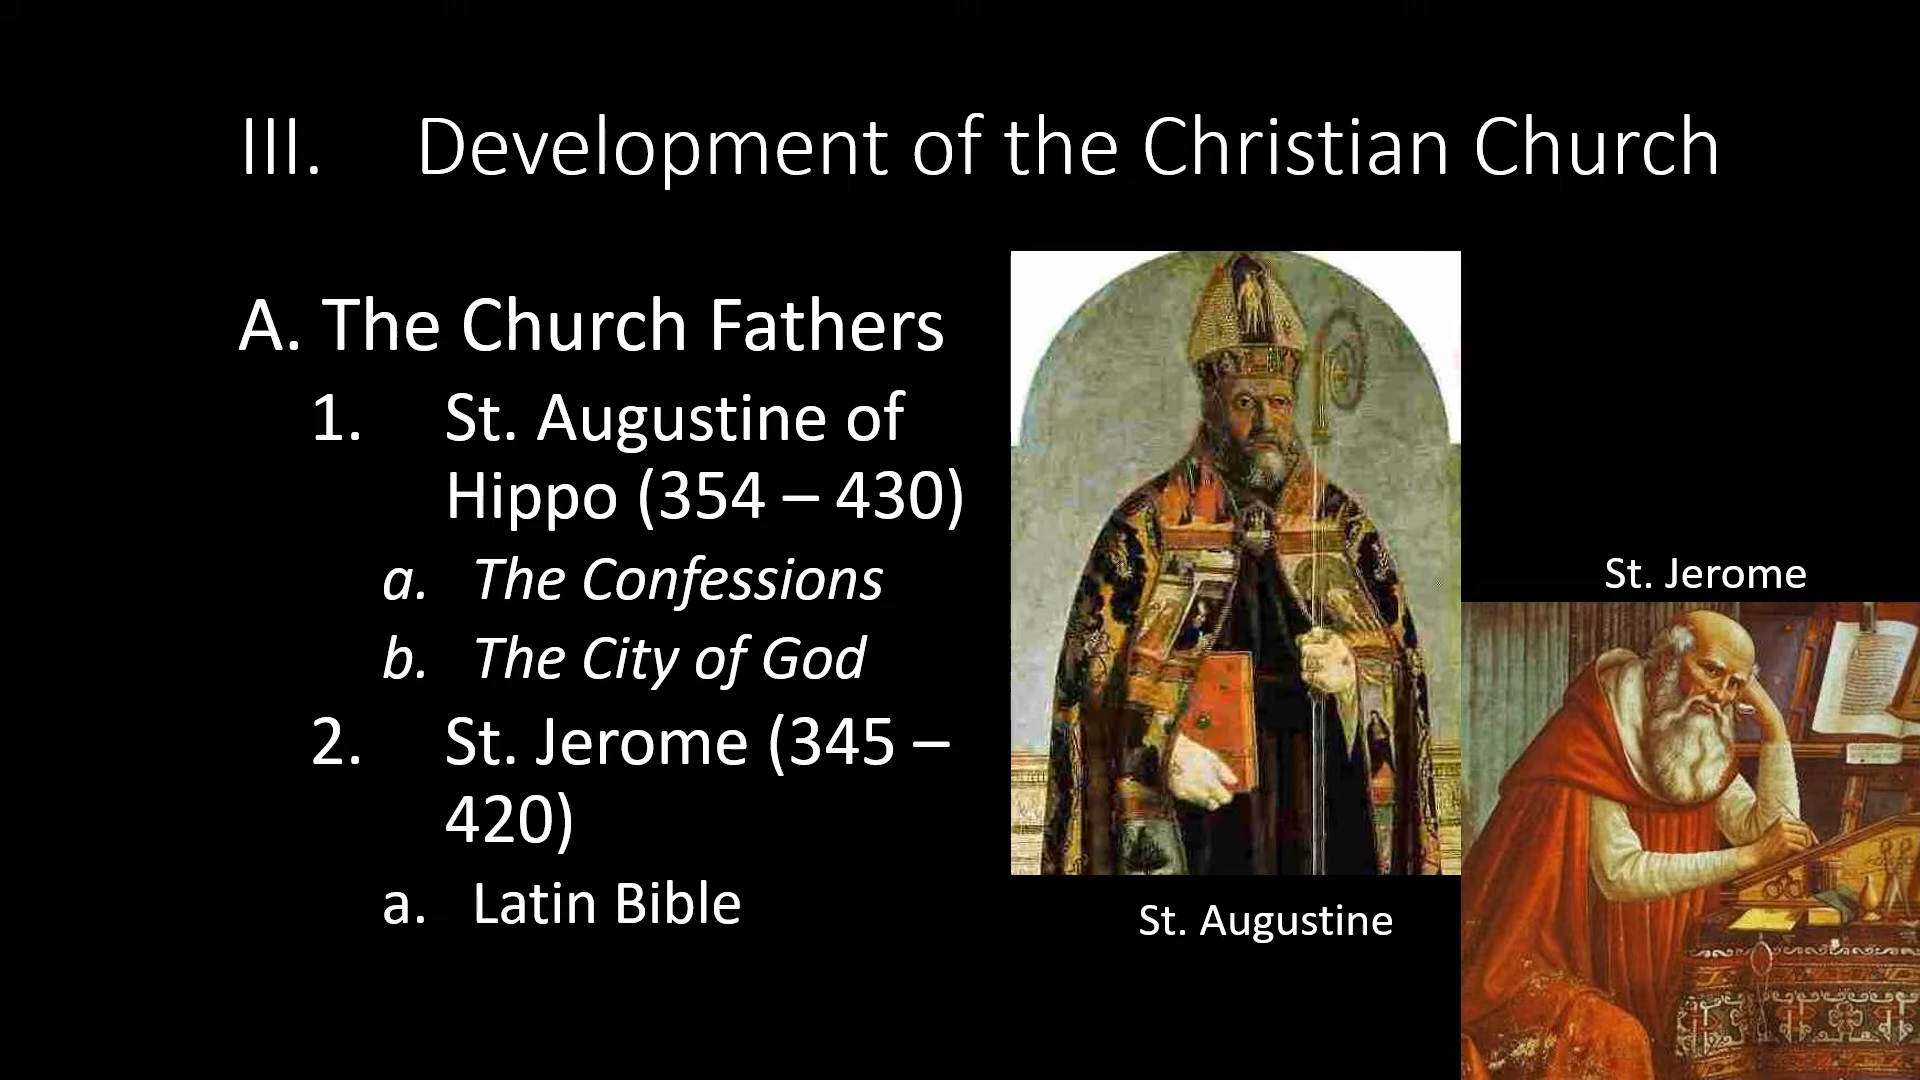 III. Development of the Christian Church
A. The Church Fathers
1. St. Augustine of
Hippo (354 – 430)
a. The Confessions
b. The City of God
2. St. Jerome (345 –
420)
a. Latin Bible
St. Augustine
St. Jerome